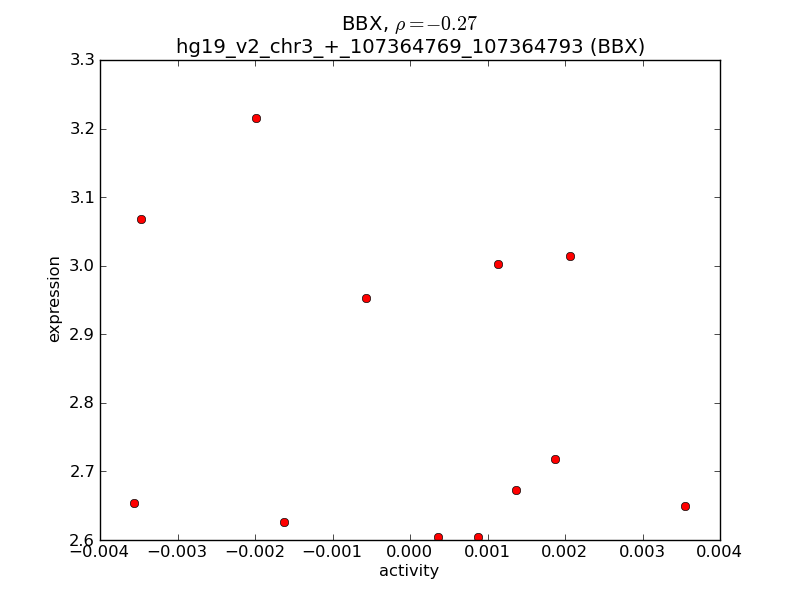 BBX, ρ = −0.27
hg19_v2_chr3_+_107364769_107364793 (BBX)
3.3
3.2
3.1
3.0
2.9
2.8
2.7
2.6
expression
−0.004 −0.003 −0.002 −0.001 0.000 0.001 0.002 0.003 0.004
activity